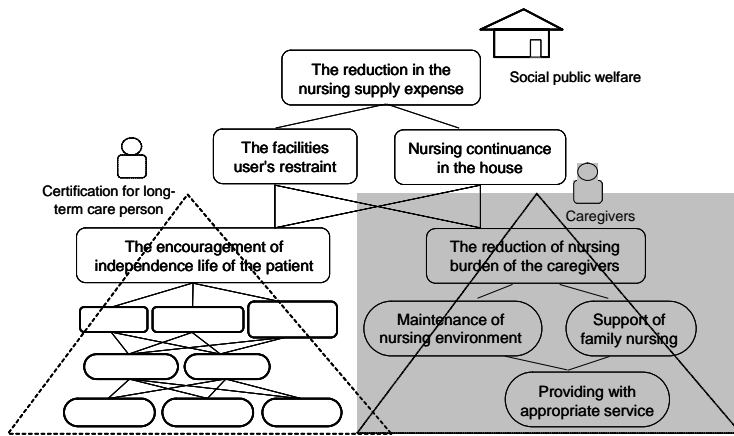 The reduction in the
nursing supply expense
Social public welfare
The facilities
user's restraint
Nursing continuance
in the house
Certification for long-
term care person
Caregivers
The encouragement of
independence life of the patient
The reduction of nursing
burden of the caregivers
Maintenance of
nursing environment
Support of
family nursing
Providing with
appropriate service